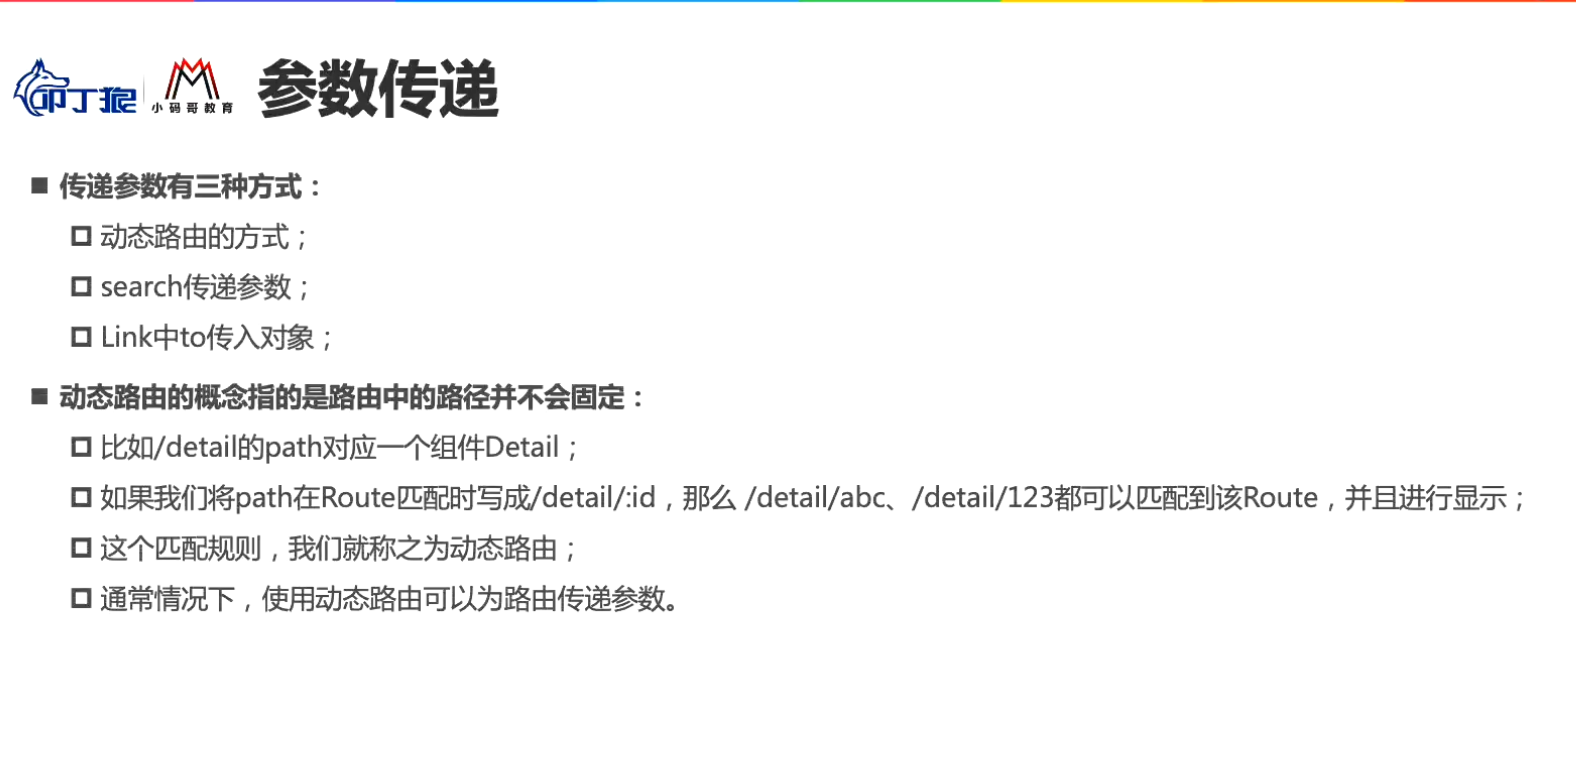 叩丁狼 小码哥教育 参数传递
传递参数有三种方式：
动态路由的方式；
search传递参数；
Link中to传入对象；
动态路由的概念指的是路由中的路径并不会固定：
比如/detail的path对应一个组件Detail；
如果我们将path在Route匹配时写成/detail/:id，那么 /detail/abc、/detail/123都可以匹配到该Route，并且进行显示；
这个匹配规则，我们就称之为动态路由；
通常情况下，使用动态路由可以为路由传递参数。